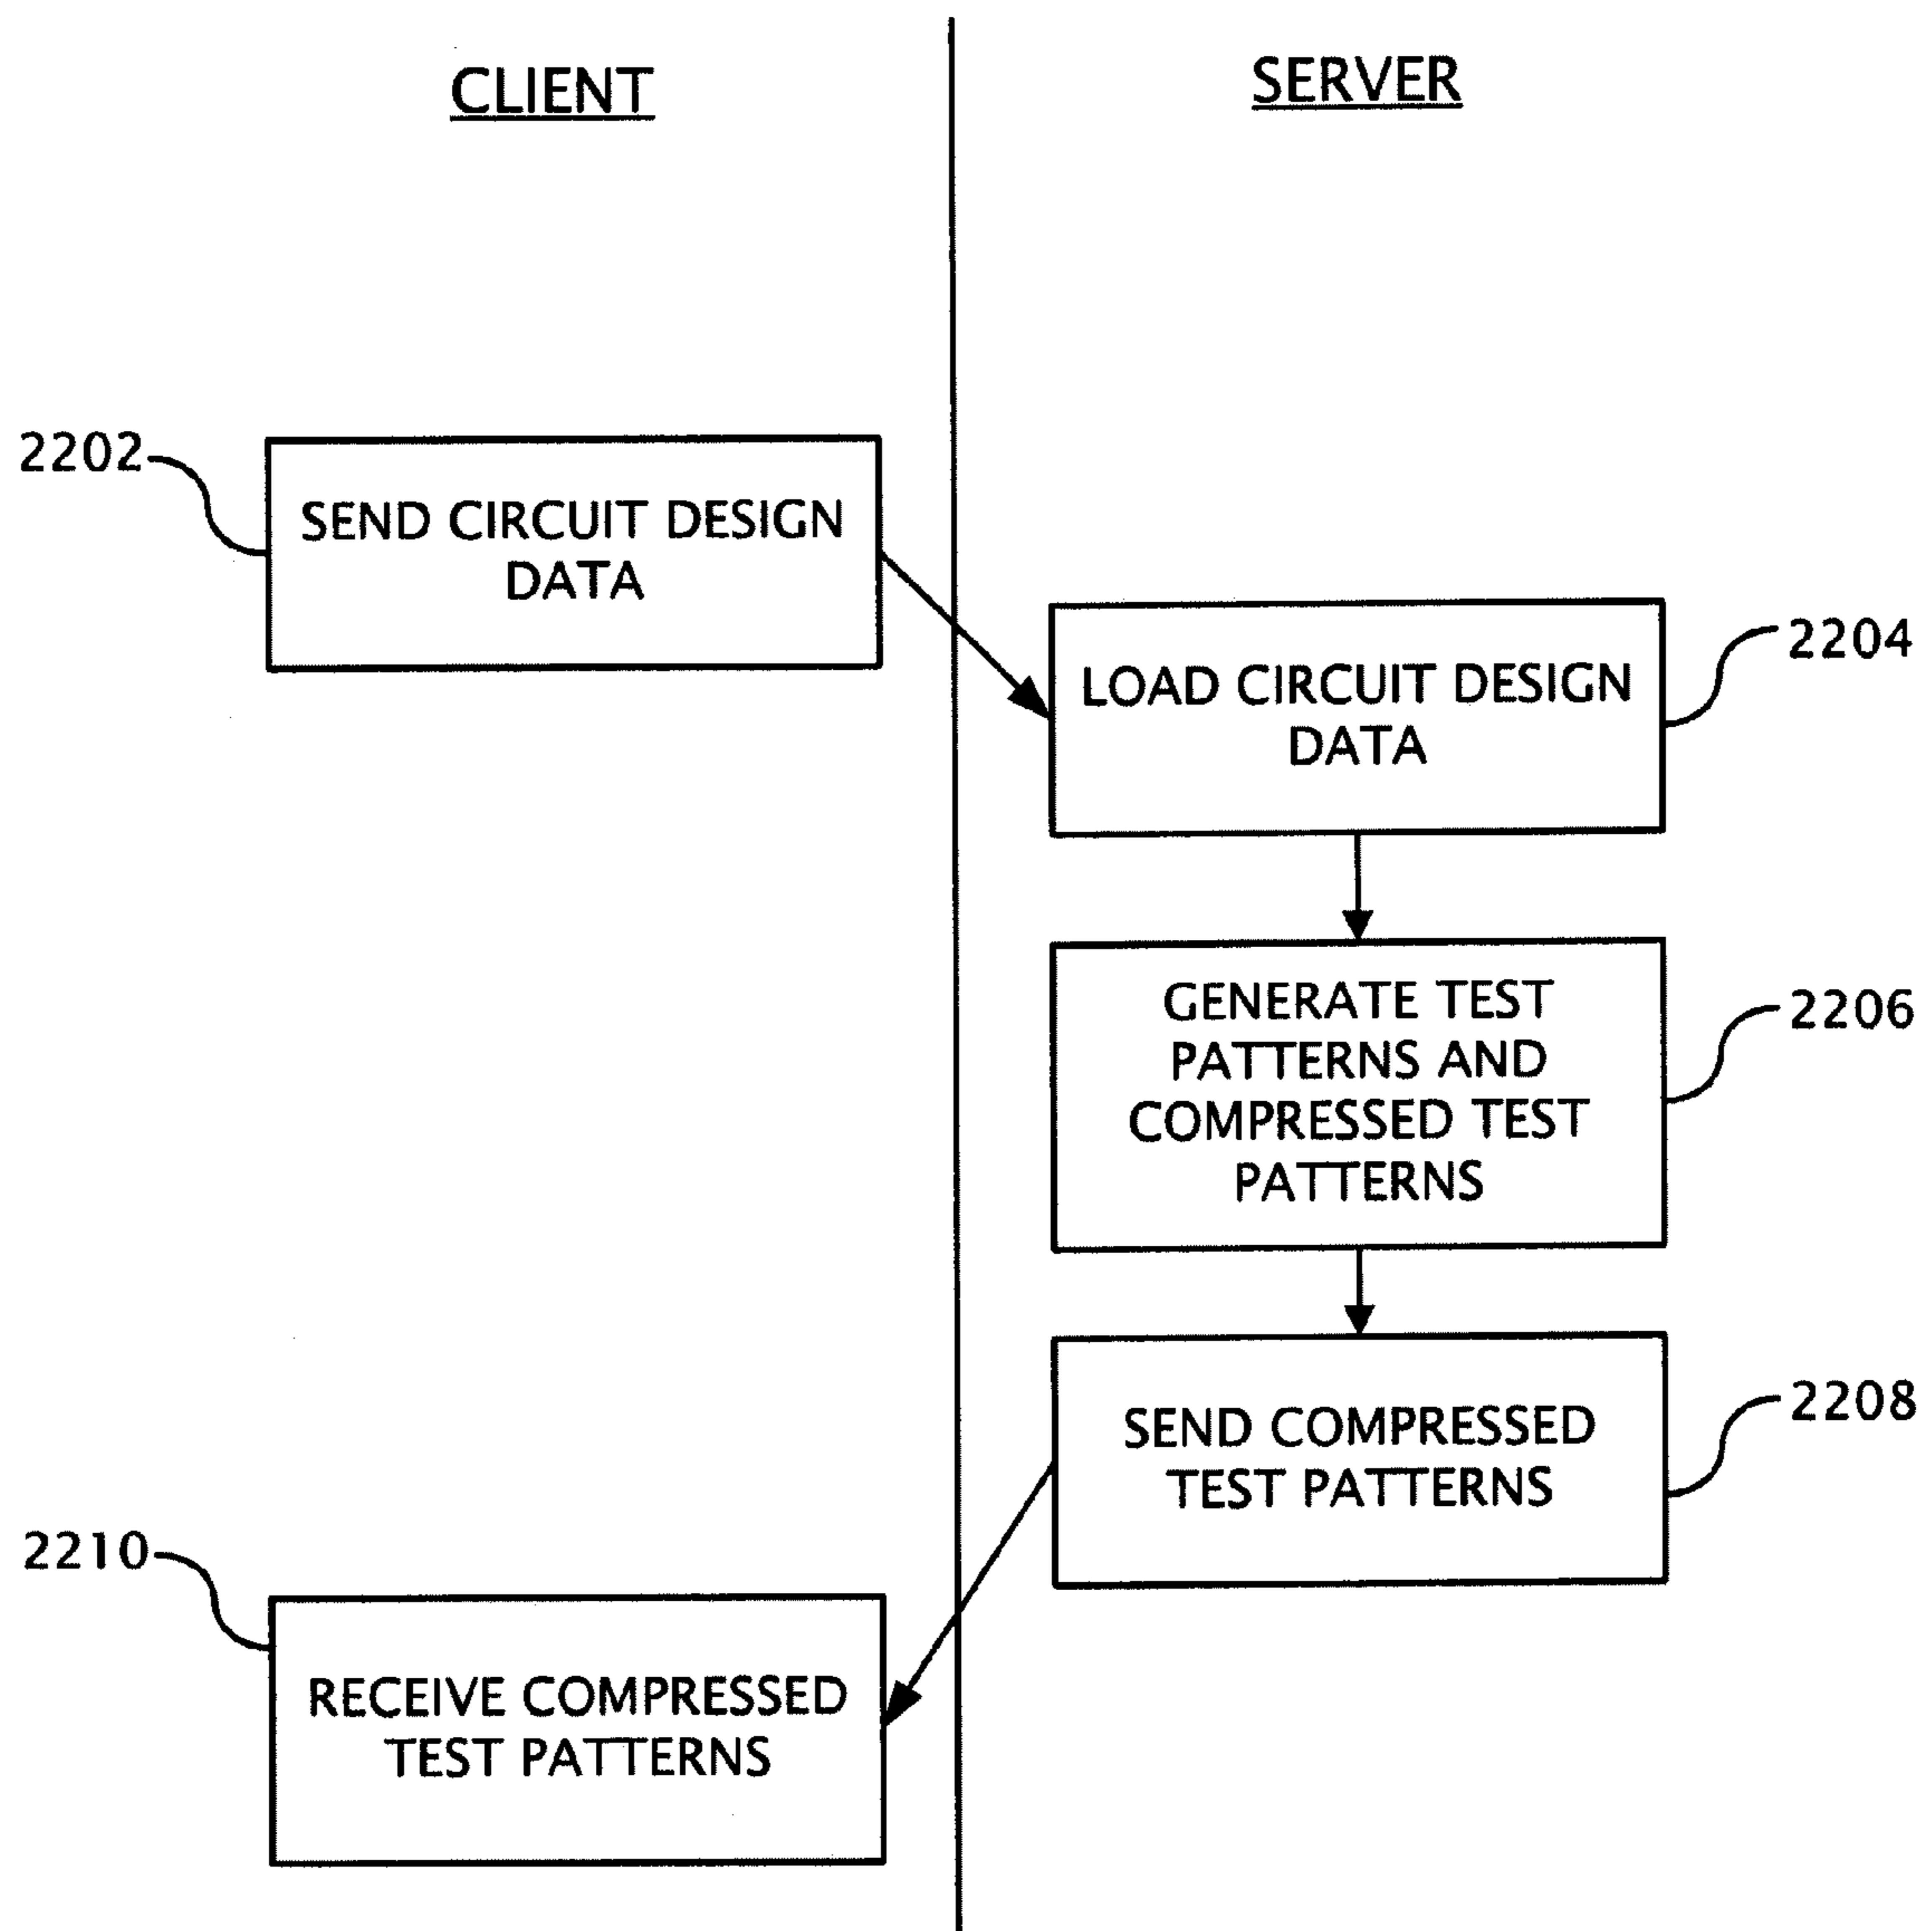 CLIENT
SERVER
2202
SEND CIRCUIT DESIGN
DATA
2204
LOAD CIRCUIT DESIGN
DATA
2206
GENERATE TEST
PATTERNS AND
COMPRESSED TEST
PATTERNS
2208
SEND COMPRESSED
TEST PATTERNS
2210
RECEIVE COMPRESSED
TEST PATTERNS